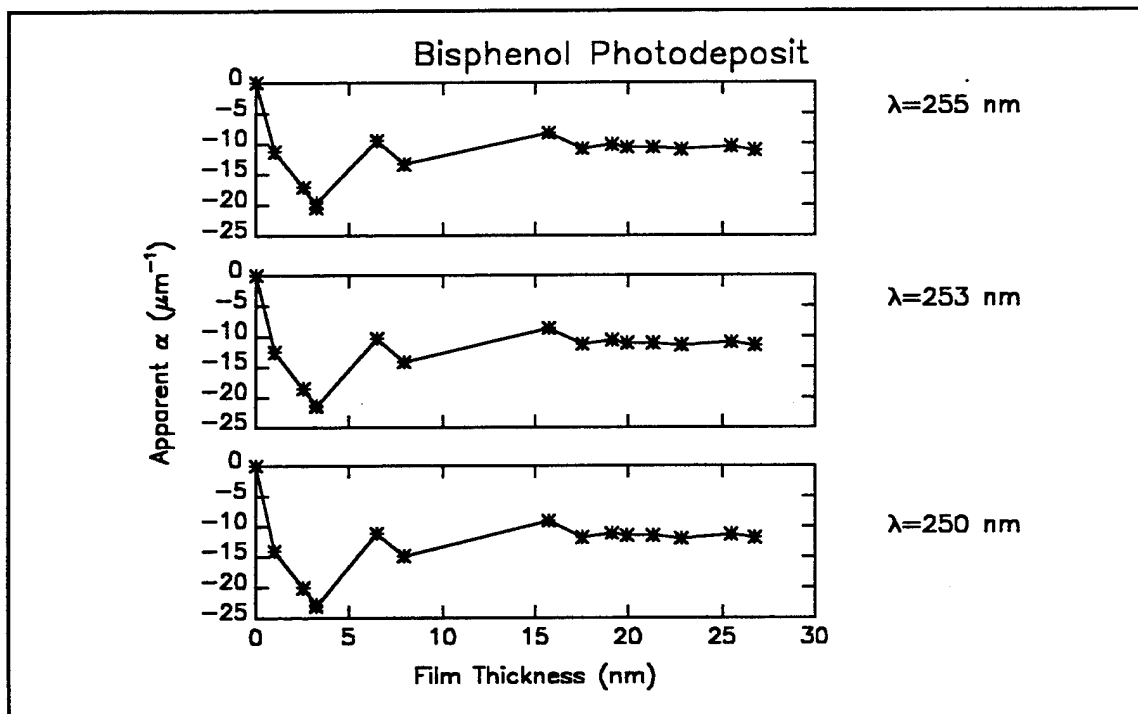 Bisphenol Photodeposit
0
−5
−10
−15
−20
−25
λ=255 nm
0
−5
−10
−15
−20
−25
λ=253 nm
0
−5
−10
−15
−20
−25
λ=250 nm
Apparent α (μm⁻¹)
0 5 10 15 20 25 30
Film Thickness (nm)